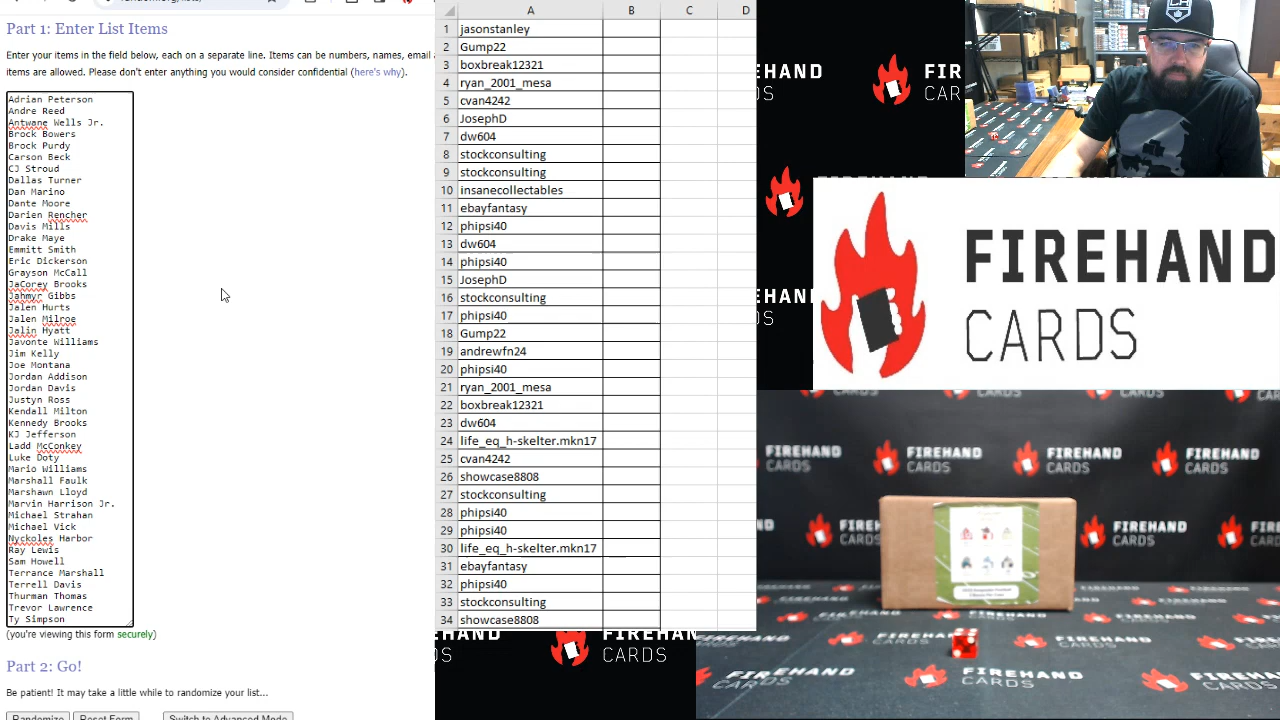 Part 1: Enter List Items
Enter your items in the field below, each on a separate line. Items can be numbers, names, email
items are allowed. Please don't enter anything you would consider confidential (here's why).
Adrian Peterson
Andre Reed
Antwane Wells Jr.
Brock Bowers
Brock Purdy
Carson Beck
CJ Stroud
Dallas Turner
Dan Marino
Dante Moore
Darien Rencher
Davis Mills
Drake Maye
Emmitt Smith
Eric Dickerson
Grayson McCall
JaCorey Brooks
Jahmyr Gibbs
Jalen Hurts
Jalen Milroe
Jalin Hyatt
Javonte Williams
Jim Kelly
Joe Montana
Jordan Addison
Jordan Davis
Justyn Ross
Kendall Milton
Kennedy Brooks
KJ Jefferson
Ladd McConkey
Luke Doty
Mario Williams
Marshall Faulk
Marshawn Lloyd
Marvin Harrison Jr.
Michael Strahan
Michael Vick
Nyckoles Harbor
Ray Lewis
Sam Howell
Terrance Marshall
Terrell Davis
Thurman Thomas
Trevor Lawrence
Ty Simpson
(you're viewing this form securely)
Part 2: Go!
Be patient! It may take a little while to randomize your list...
Randomize Reset Form Switch to Advanced Mode
A B C D
1 jasonstanley
2 Gump22
3 boxbreak12321
4 ryan_2001_mesa
5 cvan4242
6 JosephD
7 dw604
8 stockconsulting
9 stockconsulting
10 insanecollectables
11 ebayfantasy
12 phipsi40
13 dw604
14 phipsi40
15 JosephD
16 stockconsulting
17 phipsi40
18 Gump22
19 andrewfn24
20 phipsi40
21 ryan_2001_mesa
22 boxbreak12321
23 dw604
24 life_eq_h-skelter.mkn17
25 cvan4242
26 showcase8808
27 stockconsulting
28 phipsi40
29 phipsi40
30 life_eq_h-skelter.mkn17
31 ebayfantasy
32 phipsi40
33 stockconsulting
34 showcase8808
FIREHAND
CARDS